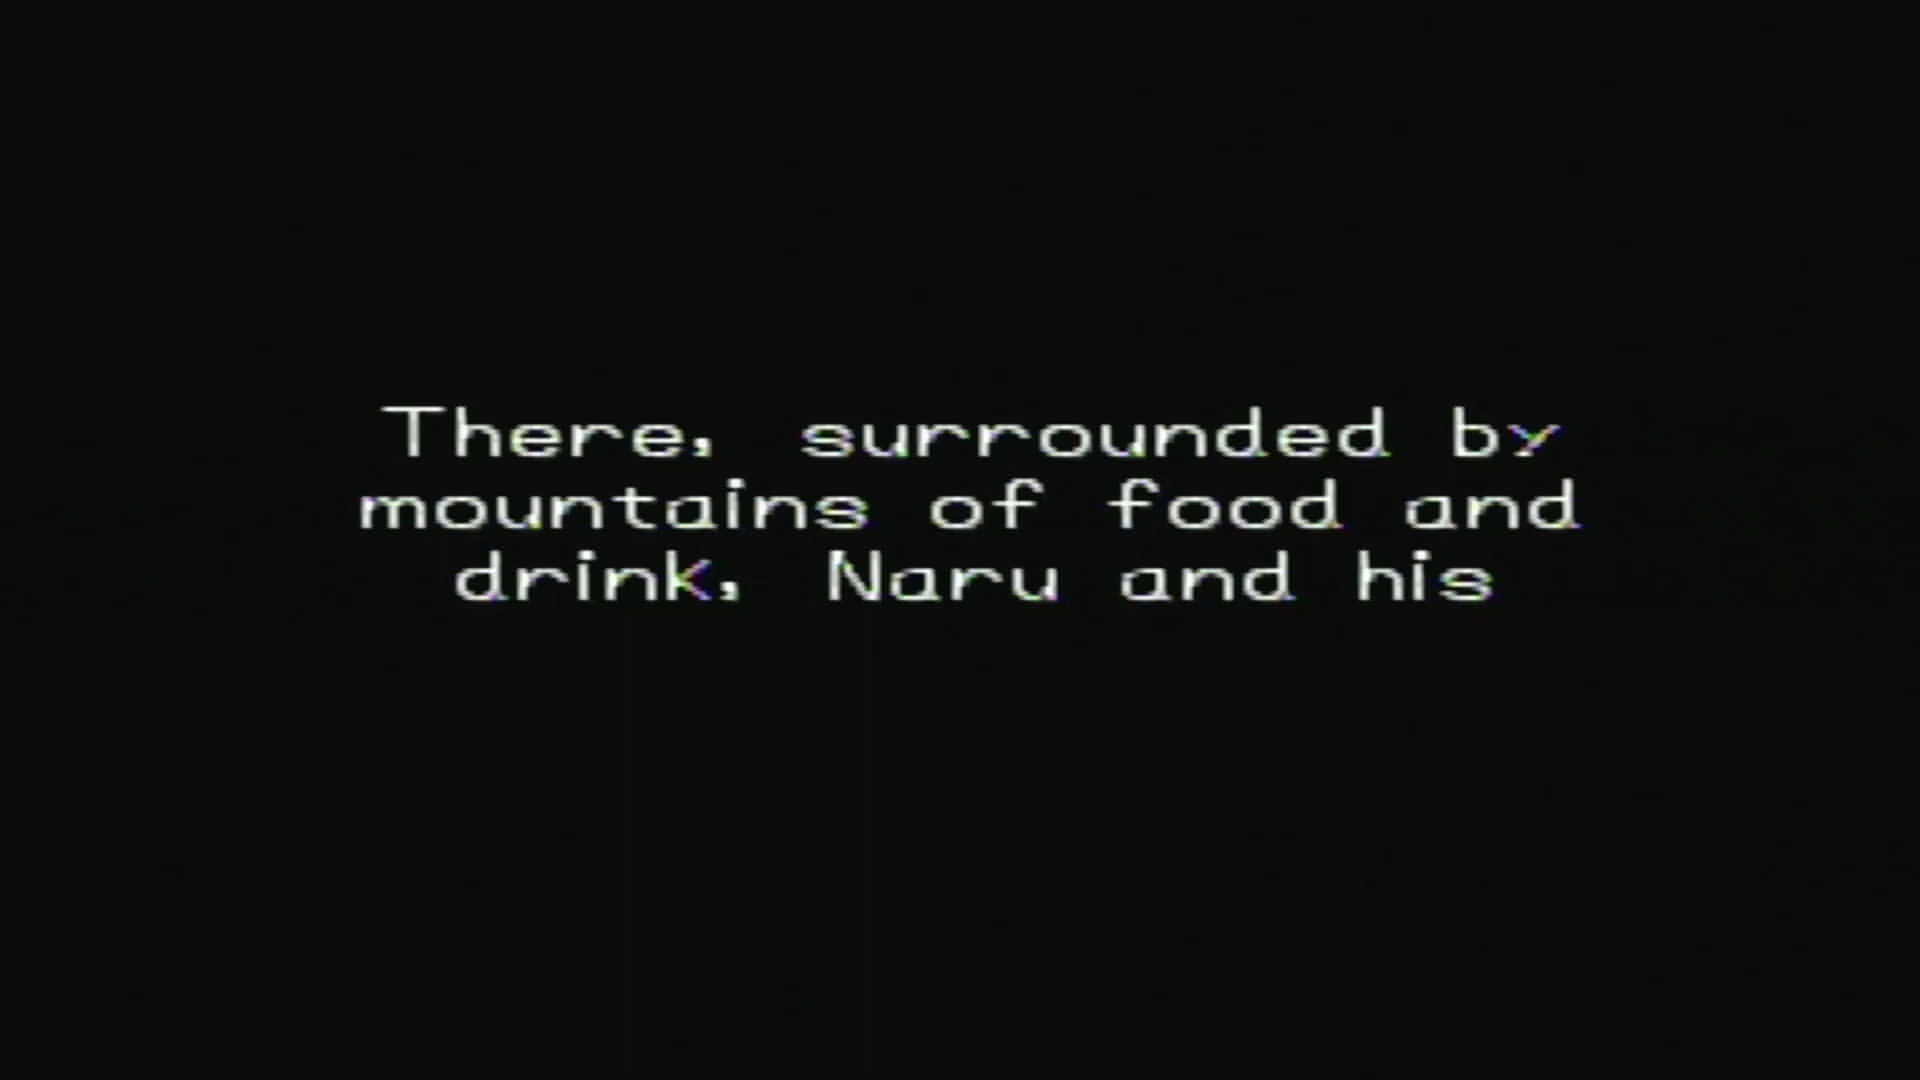 There, surrounded by
mountains of food and
drink, Naru and his